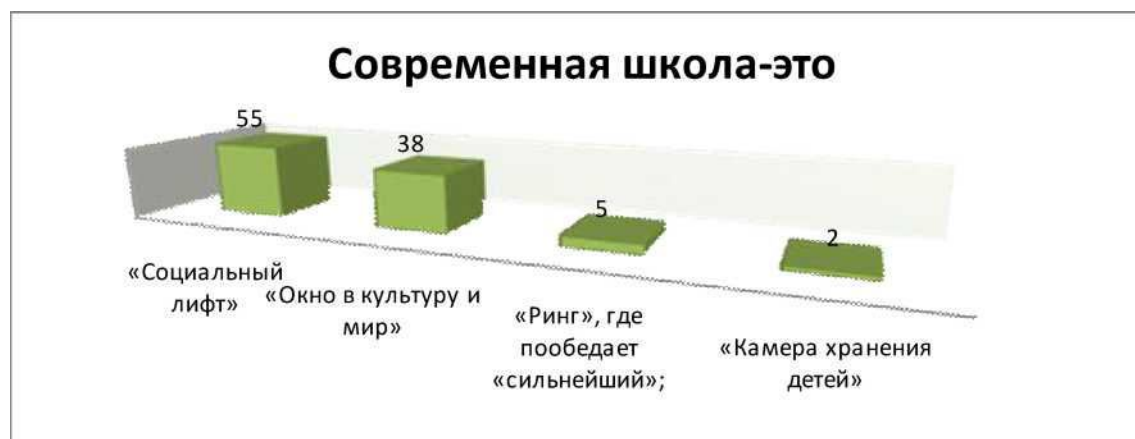 Современная школа-это
55
38
5
2
«Социальный
лифт»
«Окно в культуру и
мир»
«Ринг», где
пообедает
«сильнейший»;
«Камера хранения
детей»